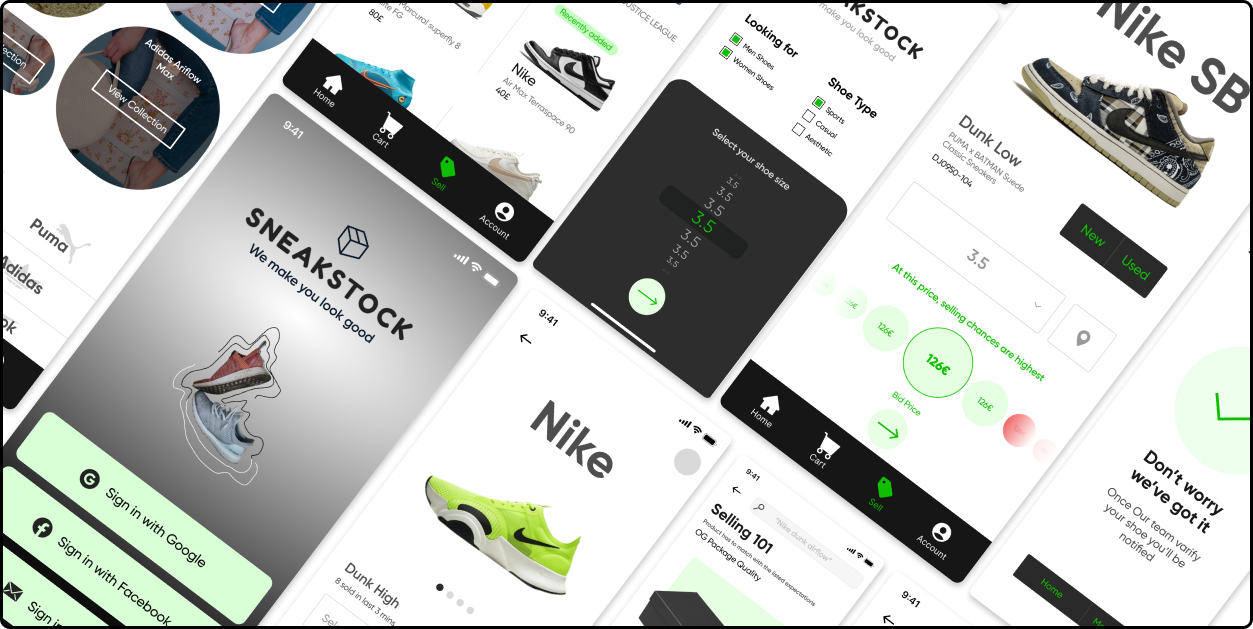 Adidas Ariflow
Max
View Collection
Puma
Adidas
9:41
SNEAKSTOCK
We make you look good
Sign in with Google
Sign in with Facebook
Sign in
80£
Marcurial superfly 8
Elite FG
Recently added
JUSTICE LEAGUE
Nike
Air Max Terraspace 90
40£
Home
Cart
Sell
Account
9:41
Nike
Dunk High
8 sold in last 3 mins
Looking for
Men Shoes
Women Shoes
make you look good
Shoe Type
Sports
Casual
Aesthetic
Select your shoe size
3.5
3.5
3.5
3.5
3.5
3.5
3.5
9:41
"Nike dunk airflow"
Selling 101
Product has to match with the listed expectations
OG Package Quality
Nike SB
Dunk Low
PUMA x BATMAN Suede
Classic Sneakers
DJ0950-104
New
Used
3.5
At this price, selling chances are highest
126€
126€
126€
Bid Price
Home
Cart
Sell
Account
9:41
Don't worry
we've got it
Once Our team varify
your shoe you'll be
notified
Home